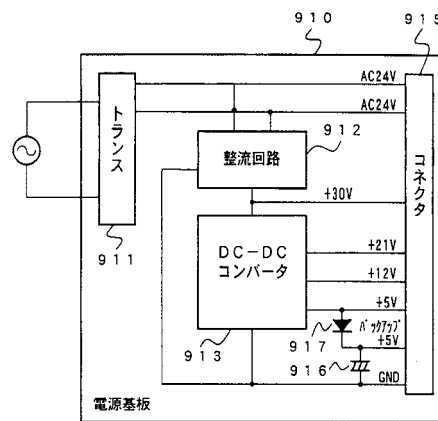 910
915
AC24V
AC24V
トランス
912
整流回路
コネクタ
+30V
911
DC-DC
コンバータ
+21V
+12V
+5V
バックアップ
917
+5V
913
916
GND
電源基板